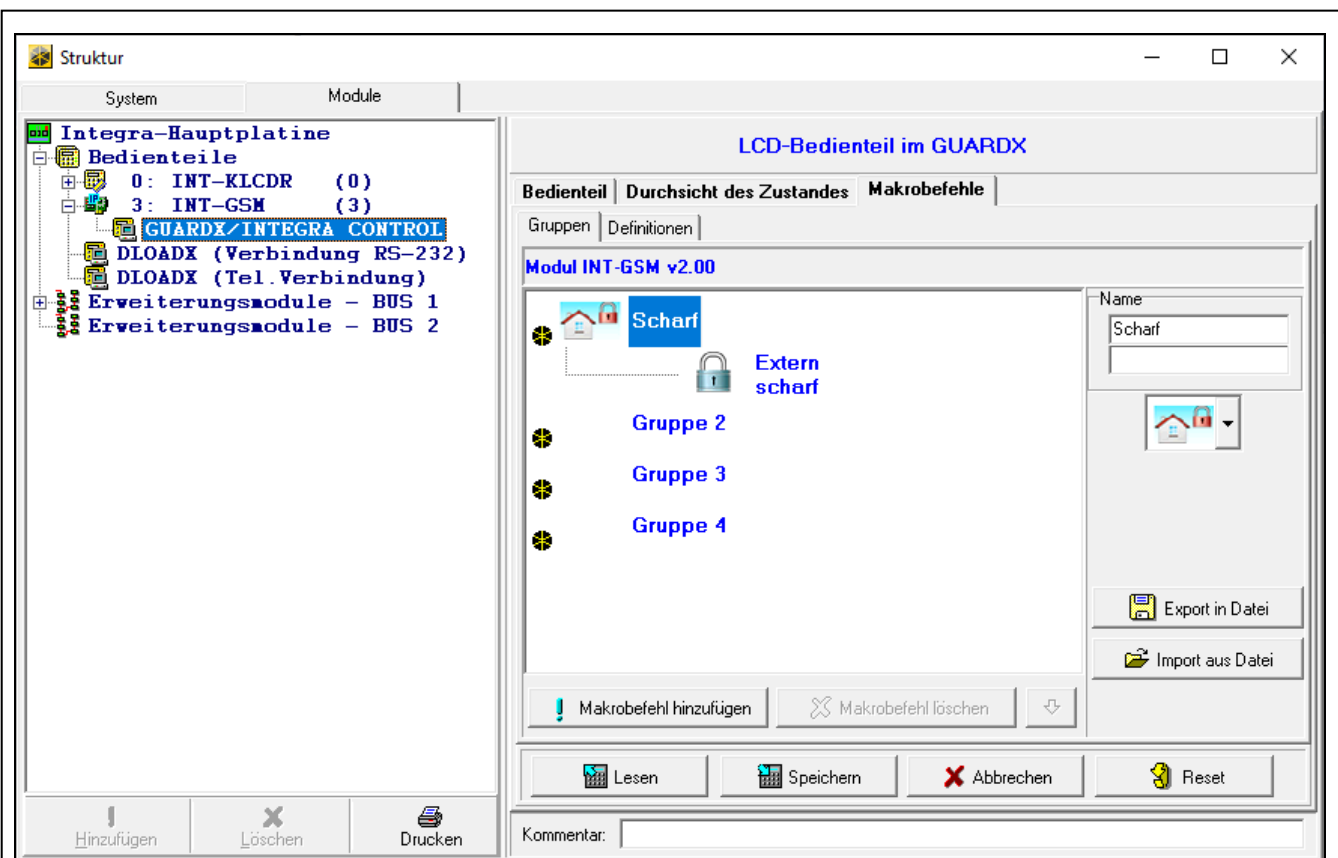 Struktur
System
Module
Integra-Hauptplatine
Bedienteile
0: INT-KLCDR (0)
3: INT-GSM (3)
GUARDX/INTEGRA CONTROL
DLOADX (Verbindung RS-232)
DLOADX (Tel.Verbindung)
Erweiterungsmodule - BUS 1
Erweiterungsmodule - BUS 2
Hinzufügen
Löschen
Drucken
LCD-Bedienteil im GUARDX
Bedienteil
Durchsicht des Zustandes
Makrobefehle
Gruppen
Definitionen
Modul INT-GSM v2.00
Scharf
Extern
scharf
Gruppe 2
Gruppe 3
Gruppe 4
Name
Scharf
Export in Datei
Import aus Datei
Makrobefehl hinzufügen
Makrobefehl löschen
Lesen
Speichern
Abbrechen
Reset
Kommentar: